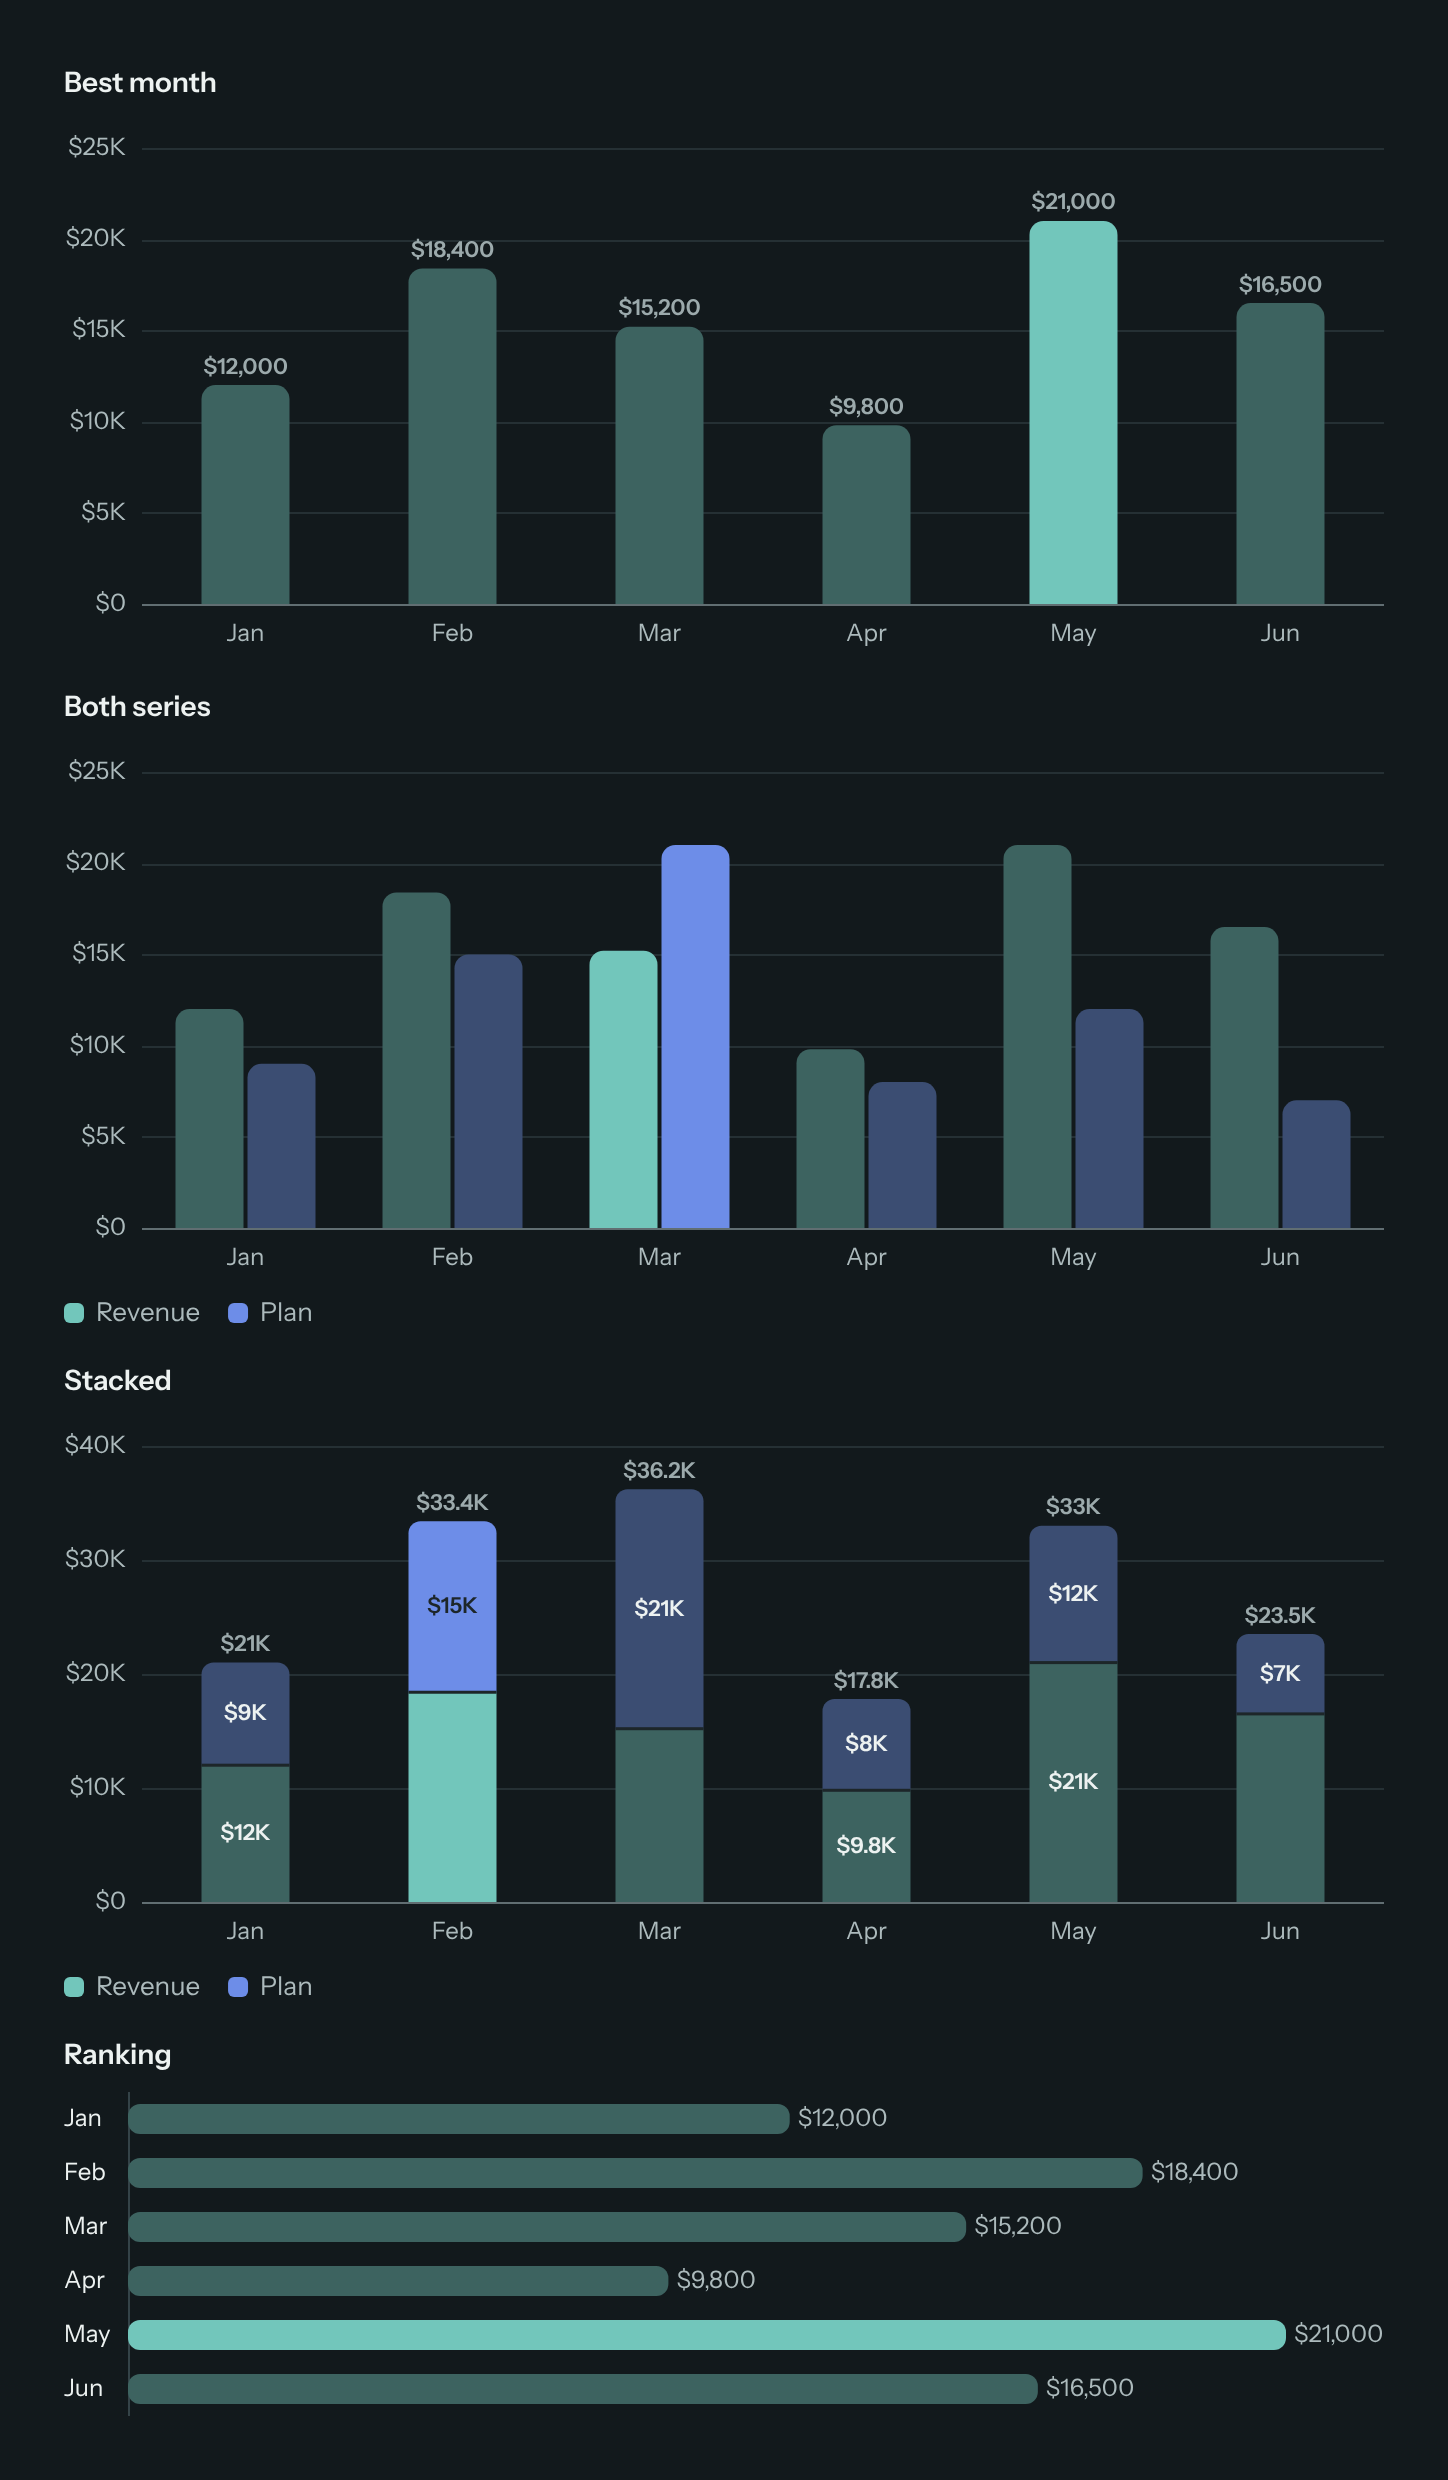 Best month
$25K
$20K
$15K
$10K
$5K
$0
$12,000
$18,400
$15,200
$9,800
$21,000
$16,500
Jan Feb Mar Apr May Jun
Both series
$25K
$20K
$15K
$10K
$5K
$0
Jan Feb Mar Apr May Jun
Revenue Plan
Stacked
$40K
$30K
$20K
$10K
$0
$21K
$9K
$12K
$33.4K
$15K
$36.2K
$21K
$17.8K
$8K
$9.8K
$33K
$12K
$21K
$23.5K
$7K
Jan Feb Mar Apr May Jun
Revenue Plan
Ranking
Jan $12,000
Feb $18,400
Mar $15,200
Apr $9,800
May $21,000
Jun $16,500